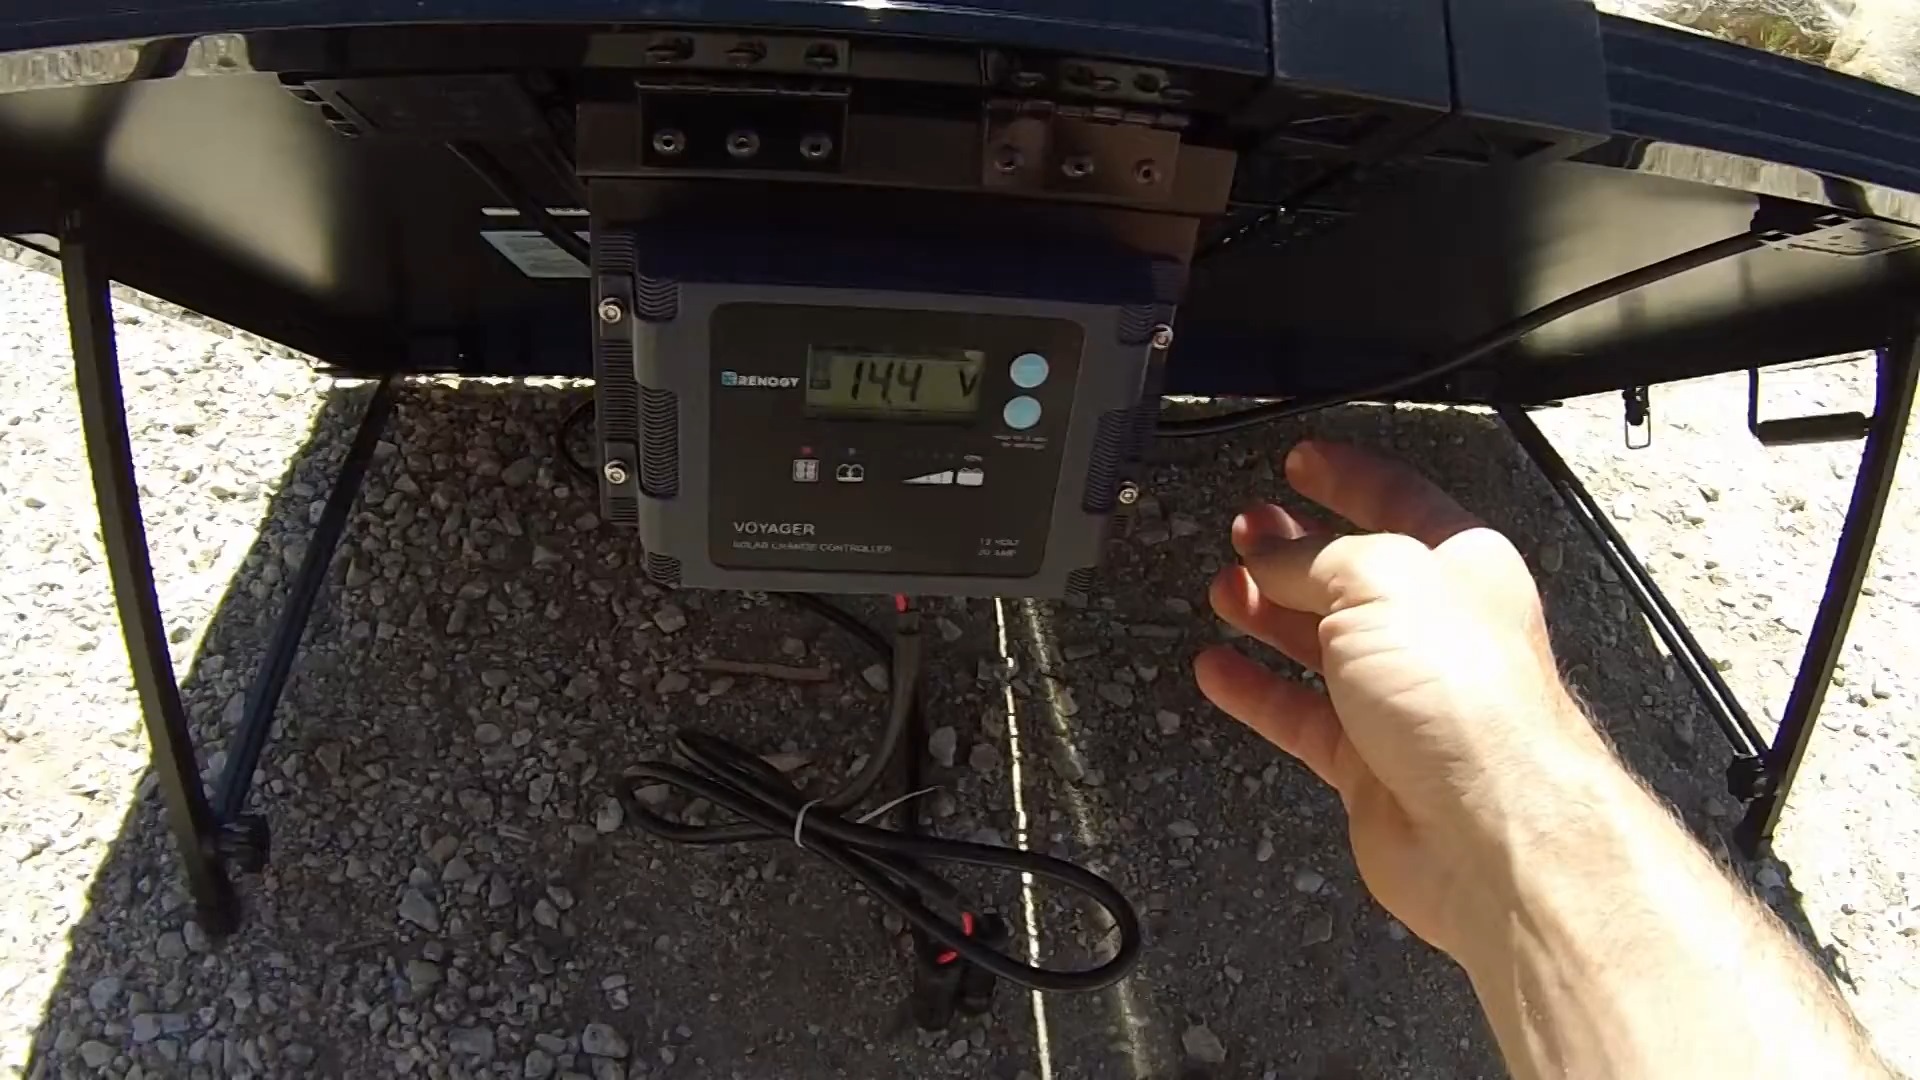 RENOGY
14.4 V
VOYAGER
SOLAR CHARGE CONTROLLER
12 VOLT
20 AMP